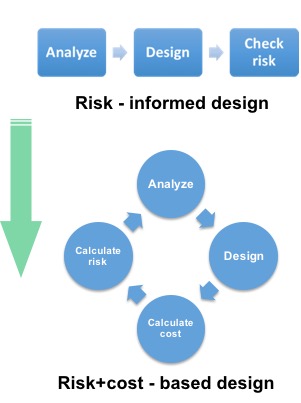 Analyze
Design
Check
risk
Risk - informed design
Analyze
Calculate
risk
Design
Calculate
cost
Risk+cost - based design